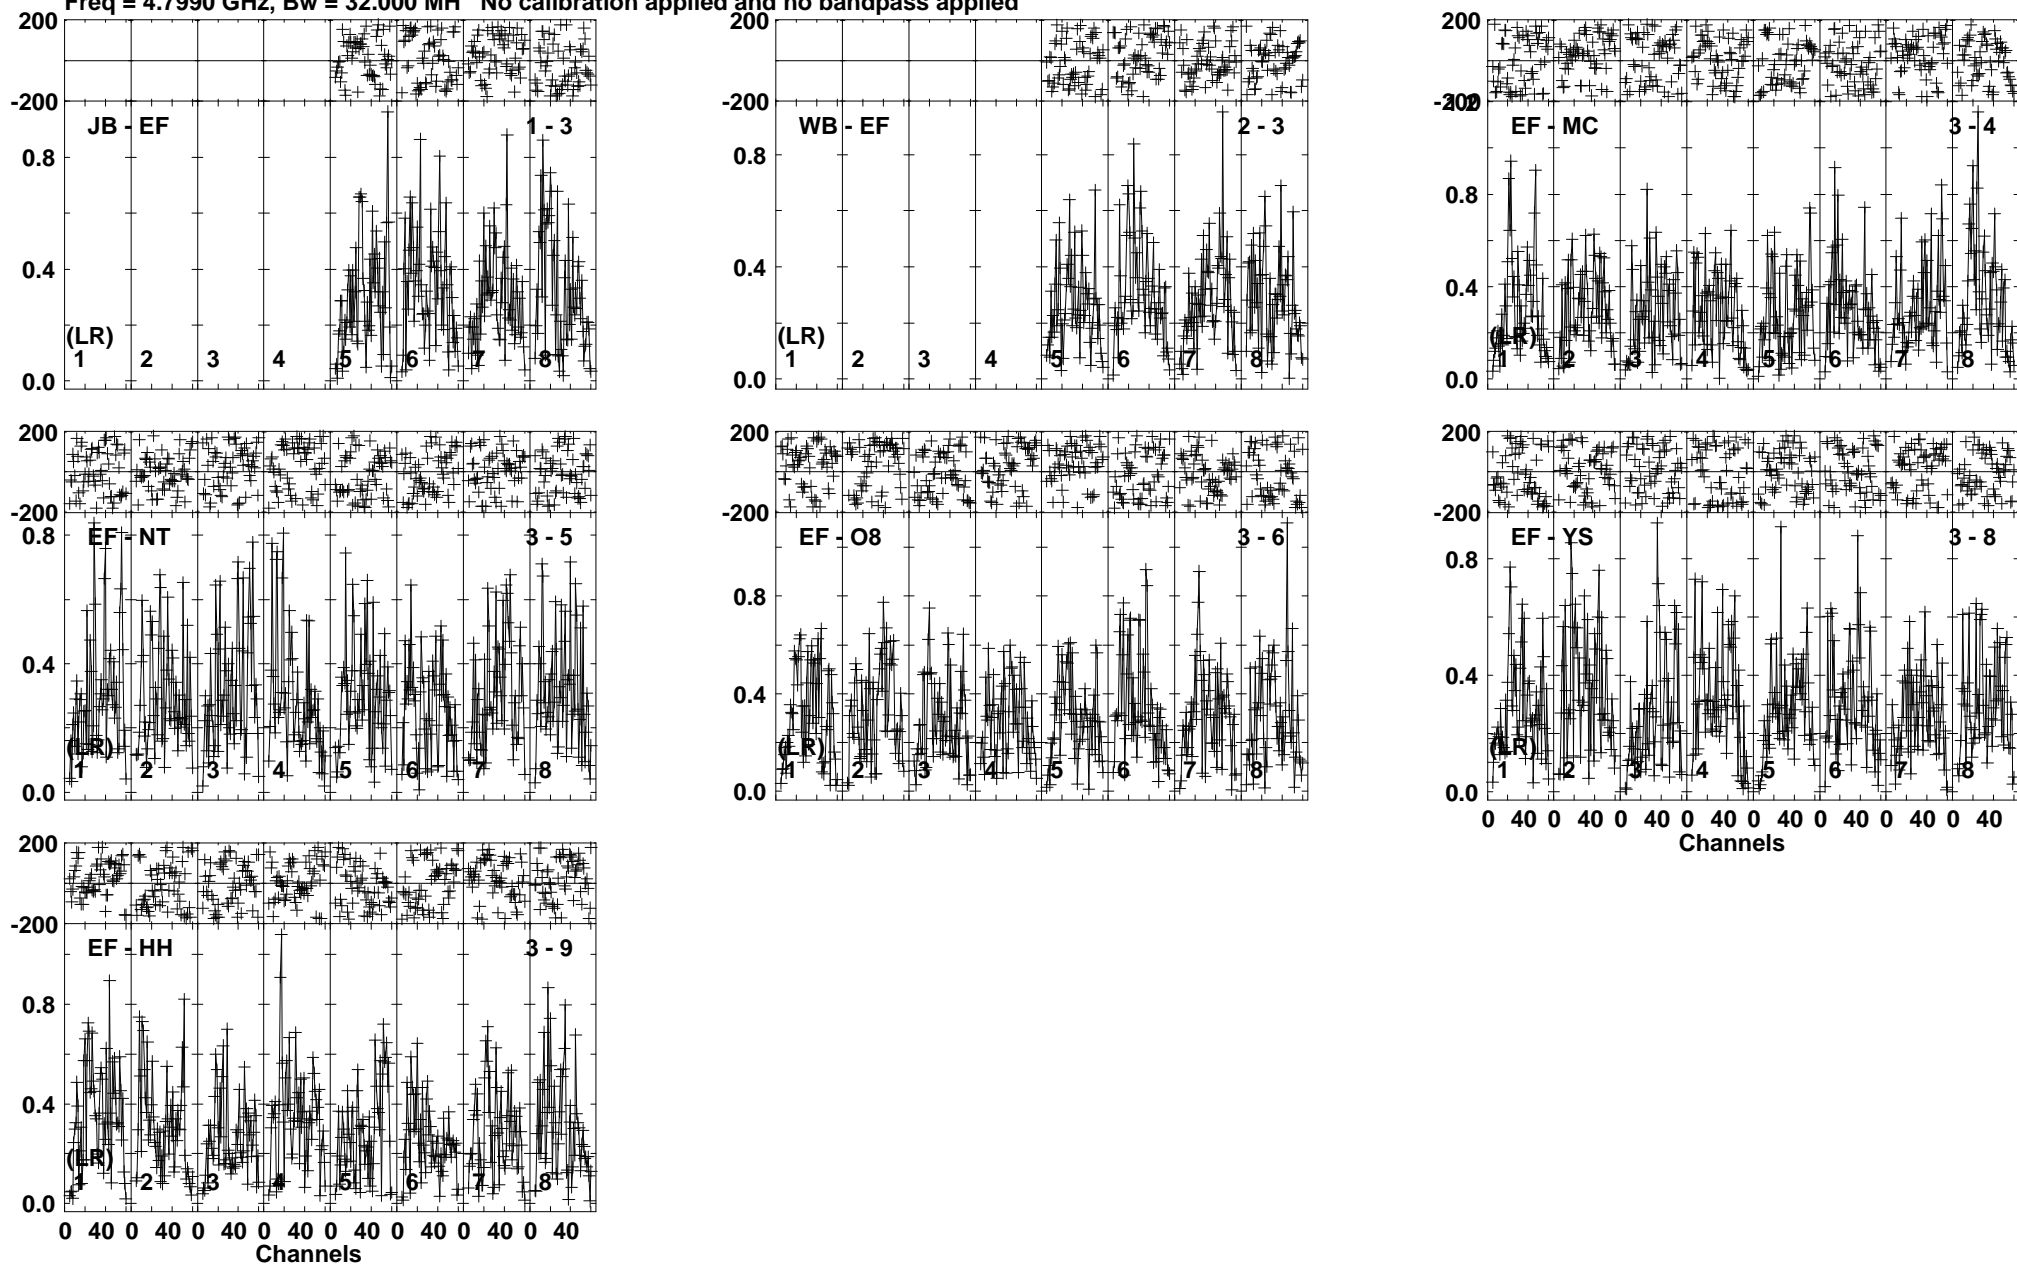 Freq = 4.7990 GHz, Bw = 32.000 MH No calibration applied and no bandpass applied
200 200 200
-200 -200 -200
1.2
JB - EF 1 - 3 WB - EF 2 - 3 EF - MC 3 - 4
0.8 0.8 0.8
0.4 0.4 0.4
(LR) (LR) (LR)
1 2 3 4 5 6 7 8 1 2 3 4 5 6 7 8 1 2 3 4 5 6 7 8
0.0 0.0 0.0
200 200 200
-200 -200 -200
EF - NT 3 - 5 EF - O8 3 - 6 EF - YS 3 - 8
0.8 0.8 0.8
0.4 0.4 0.4
(LR) (LR) (LR)
1 2 3 4 5 6 7 8 1 2 3 4 5 6 7 8 1 2 3 4 5 6 7 8
0.0 0.0 0.0
0 40 0 40 0 40 0 40 0 40 0 40 0 40 0 40
Channels
200
-200
EF - HH 3 - 9
0.8
0.4
(LR)
1 2 3 4 5 6 7 8
0.0
0 40 0 40 0 40 0 40 0 40 0 40 0 40 0 40
Channels